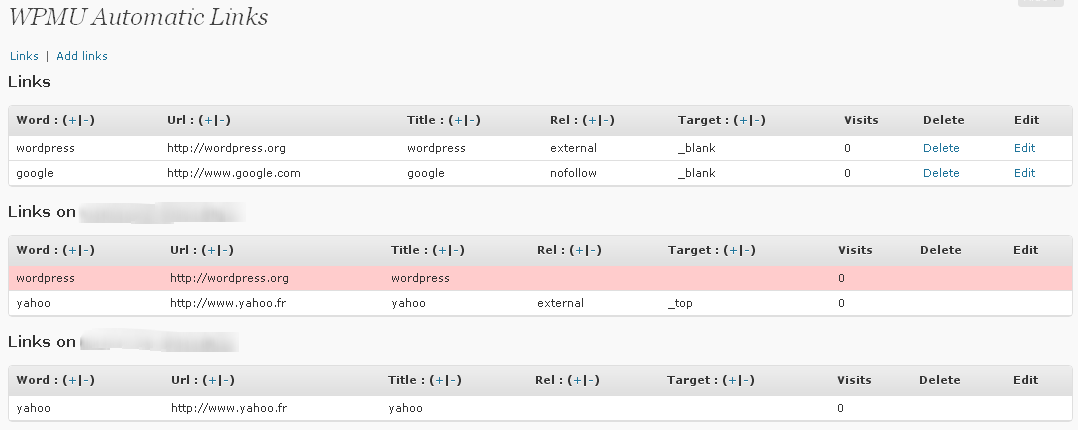 WPMU Automatic Links
Links | Add links
Links
Word : (+|-) Url : (+|-) Title : (+|-) Rel : (+|-) Target : (+|-) Visits Delete Edit
wordpress http://wordpress.org wordpress external _blank 0 Delete Edit
google http://www.google.com google nofollow _blank 0 Delete Edit
Links on
Word : (+|-) Url : (+|-) Title : (+|-) Rel : (+|-) Target : (+|-) Visits Delete Edit
wordpress http://wordpress.org wordpress 0
yahoo http://www.yahoo.fr yahoo external _top 0
Links on
Word : (+|-) Url : (+|-) Title : (+|-) Rel : (+|-) Target : (+|-) Visits Delete Edit
yahoo http://www.yahoo.fr yahoo 0